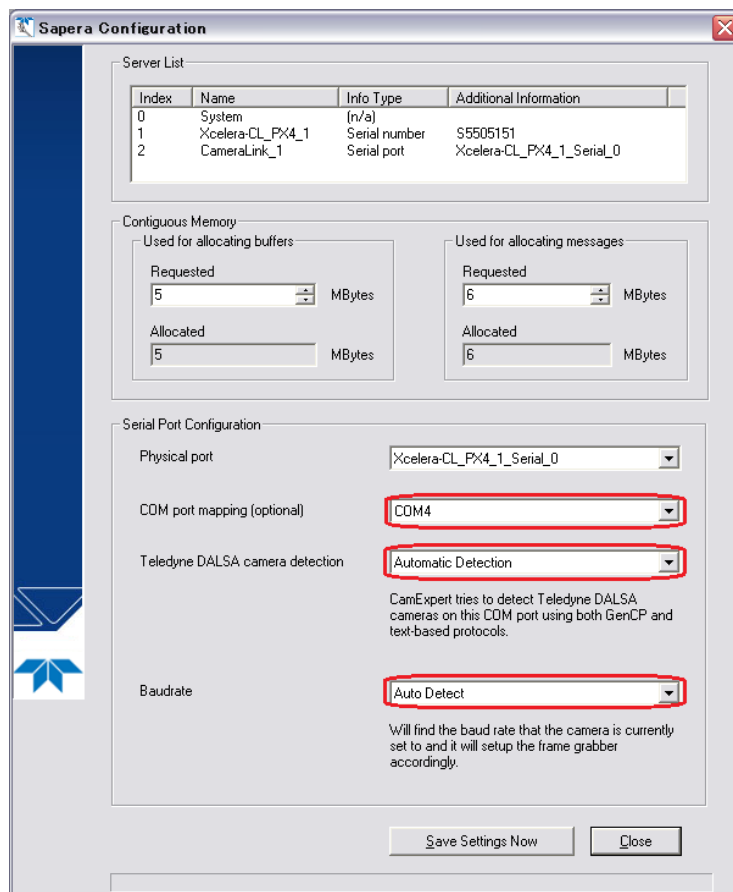 Sapera Configuration
Server List
Index Name Info Type Additional Information
0 System (n/a)
1 Xcelera-CL_PX4_1 Serial number S5505151
2 CameraLink_1 Serial port Xcelera-CL_PX4_1_Serial_0
Contiguous Memory
Used for allocating buffers
Requested
5 MBytes
Allocated
5 MBytes
Used for allocating messages
Requested
6 MBytes
Allocated
6 MBytes
Serial Port Configuration
Physical port Xcelera-CL_PX4_1_Serial_0
COM port mapping (optional) COM4
Teledyne DALSA camera detection Automatic Detection
CamExpert tries to detect Teledyne DALSA
cameras on this COM port using both GenCP and
text-based protocols.
Baudrate Auto Detect
Will find the baud rate that the camera is currently
set to and it will setup the frame grabber
accordingly.
Save Settings Now Close